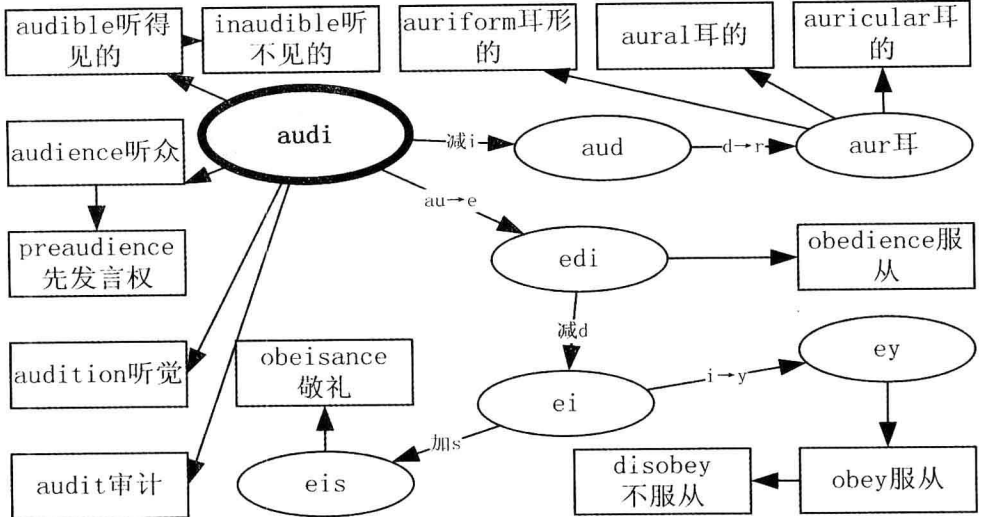 audible听得
见的
inaudible听
不见的
auriform耳形
的
aural耳的
auricular耳
的
audi
减i
aud
d→r
aur耳
audience听众
au→e
preaudience
先发言权
edi
obedience服
从
减d
audition听觉
obeisance
敬礼
ei
i→y
ey
加s
audit审计
eis
disobey
不服从
obey服从